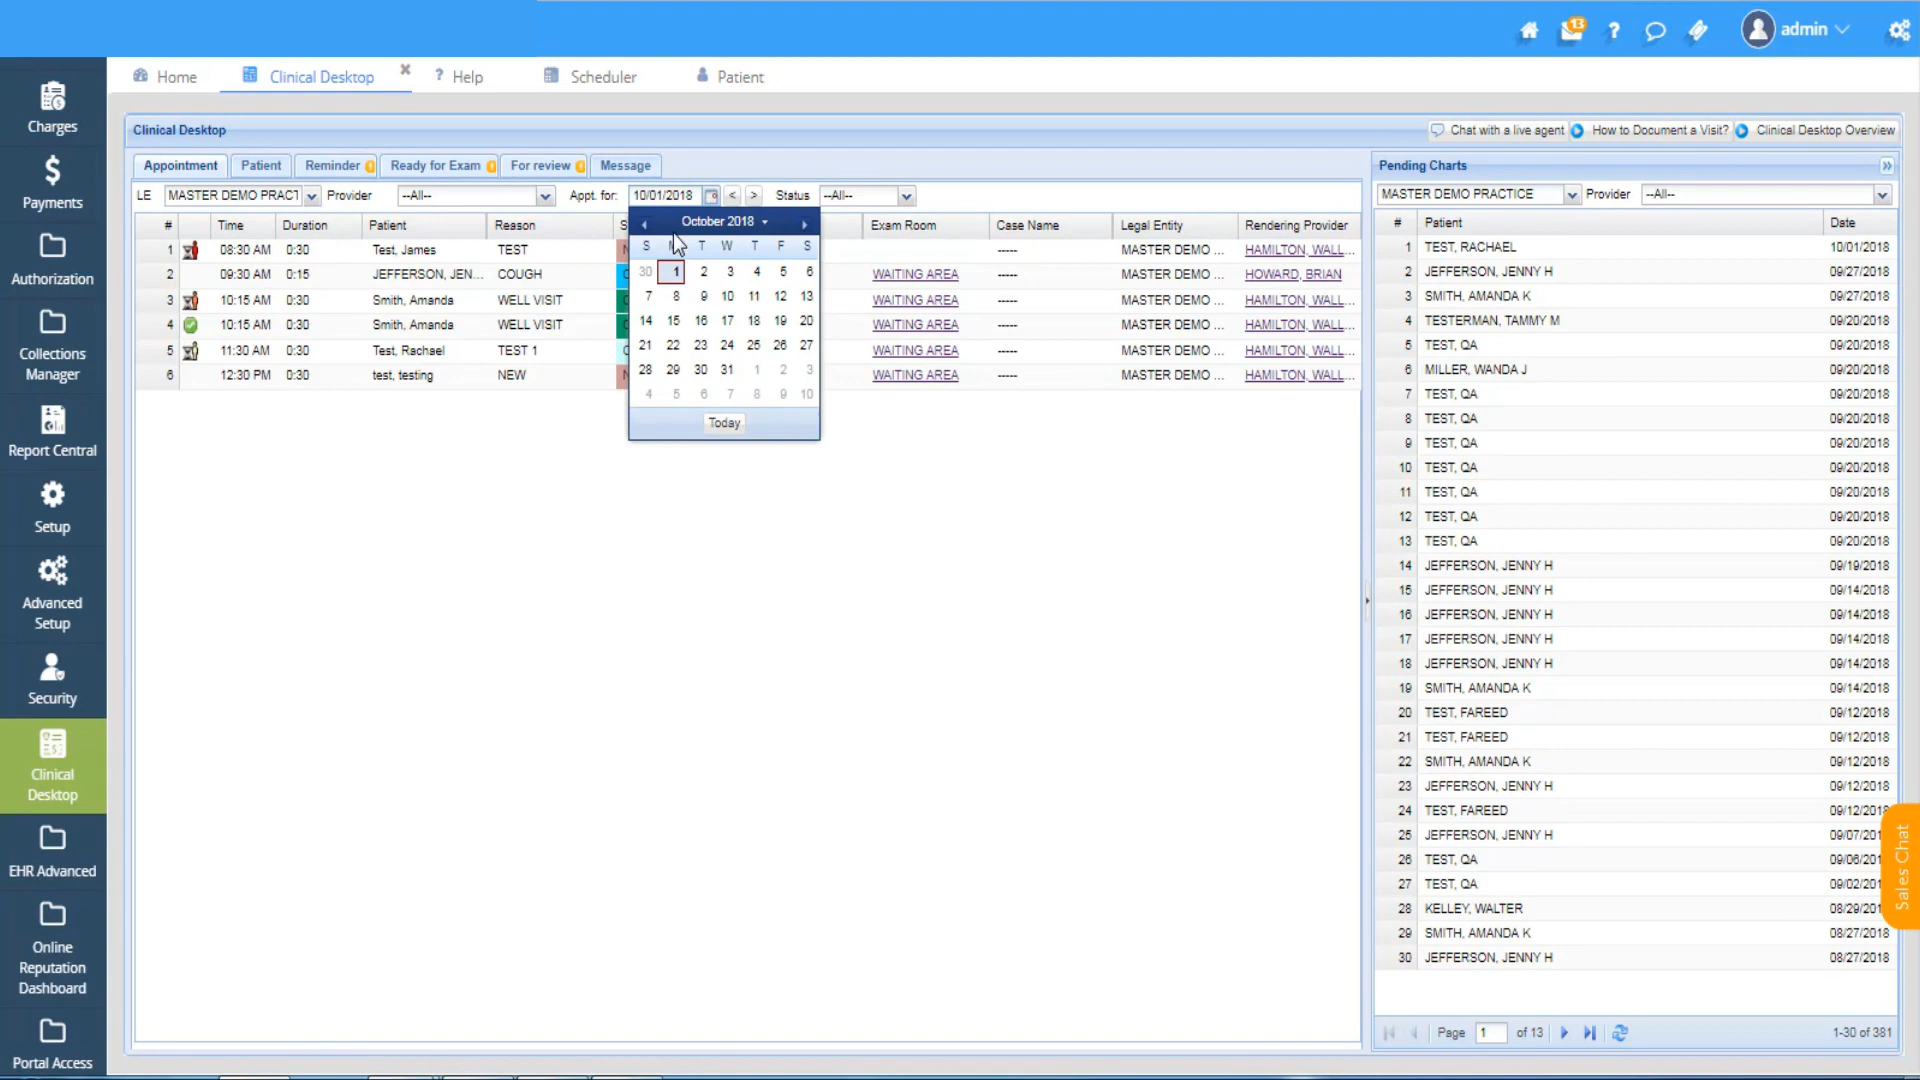 13
?
admin
Home
Clinical Desktop
? Help
Scheduler
Patient
Charges
Payments
Authorization
Collections
Manager
Report Central
Setup
Advanced
Setup
Security
Clinical
Desktop
EHR Advanced
Online
Reputation
Dashboard
Portal Access
Clinical Desktop
Chat with a live agent How to Document a Visit? Clinical Desktop Overview
Appointment Patient Reminder Ready for Exam For review Message
LE MASTER DEMO PRACT Provider --All-- Appt. for: 10/01/2018 < > Status --All--
# Time Duration Patient Reason S Exam Room Case Name Legal Entity Rendering Provider
1 08:30 AM 0:30 Test, James TEST N ----- MASTER DEMO ... HAMILTON, WALL...
2 09:30 AM 0:15 JEFFERSON, JEN... COUGH WAITING AREA ----- MASTER DEMO ... HOWARD, BRIAN
3 10:15 AM 0:30 Smith, Amanda WELL VISIT WAITING AREA ----- MASTER DEMO ... HAMILTON, WALL...
4 10:15 AM 0:30 Smith, Amanda WELL VISIT WAITING AREA ----- MASTER DEMO ... HAMILTON, WALL...
5 11:30 AM 0:30 Test, Rachael TEST 1 WAITING AREA ----- MASTER DEMO ... HAMILTON, WALL...
6 12:30 PM 0:30 test, testing NEW N WAITING AREA ----- MASTER DEMO ... HAMILTON, WALL...
October 2018
S M T W T F S
30 1 2 3 4 5 6
7 8 9 10 11 12 13
14 15 16 17 18 19 20
21 22 23 24 25 26 27
28 29 30 31 1 2 3
4 5 6 7 8 9 10
Today
Pending Charts
MASTER DEMO PRACTICE Provider --All--
# Patient Date
1 TEST, RACHAEL 10/01/2018
2 JEFFERSON, JENNY H 09/27/2018
3 SMITH, AMANDA K 09/27/2018
4 TESTERMAN, TAMMY M 09/20/2018
5 TEST, QA 09/20/2018
6 MILLER, WANDA J 09/20/2018
7 TEST, QA 09/20/2018
8 TEST, QA 09/20/2018
9 TEST, QA 09/20/2018
10 TEST, QA 09/20/2018
11 TEST, QA 09/20/2018
12 TEST, QA 09/20/2018
13 TEST, QA 09/20/2018
14 JEFFERSON, JENNY H 09/19/2018
15 JEFFERSON, JENNY H 09/14/2018
16 JEFFERSON, JENNY H 09/14/2018
17 JEFFERSON, JENNY H 09/14/2018
18 JEFFERSON, JENNY H 09/14/2018
19 SMITH, AMANDA K 09/14/2018
20 TEST, FAREED 09/12/2018
21 TEST, FAREED 09/12/2018
22 SMITH, AMANDA K 09/12/2018
23 JEFFERSON, JENNY H 09/12/2018
24 TEST, FAREED 09/12/2018
25 JEFFERSON, JENNY H 09/07/201
26 TEST, QA 09/06/201
27 TEST, QA 09/02/201
28 KELLEY, WALTER 08/29/201
29 SMITH, AMANDA K 08/27/2018
30 JEFFERSON, JENNY H 08/27/2018
Page 1 of 13 1-30 of 381
Sales Chat